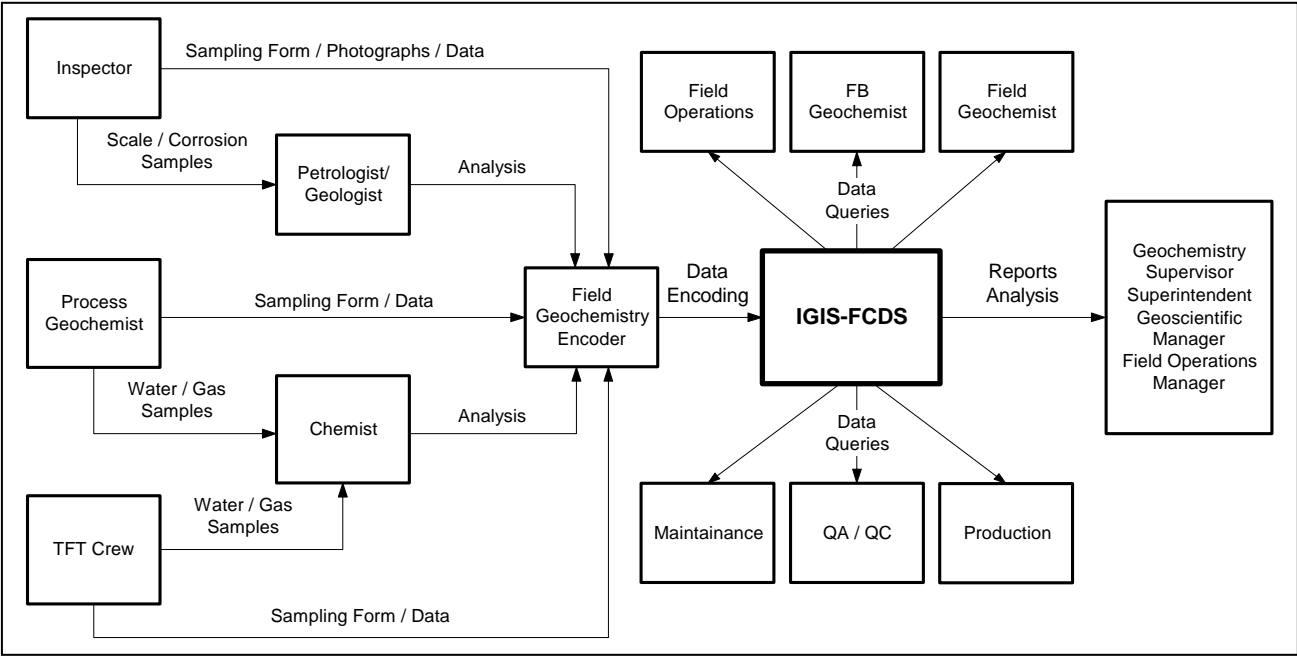 Inspector
Sampling Form / Photographs / Data
Scale / Corrosion
Samples
Petrologist/
Geologist
Analysis
Process
Geochemist
Sampling Form / Data
Water / Gas
Samples
Chemist
Analysis
TFT Crew
Water / Gas
Samples
Sampling Form / Data
Field
Geochemistry
Encoder
Data
Encoding
IGIS-FCDS
Field
Operations
FB
Geochemist
Field
Geochemist
Data
Queries
Reports
Analysis
Geochemistry
Supervisor
Superintendent
Geoscientific
Manager
Field Operations
Manager
Data
Queries
Maintainance
QA / QC
Production